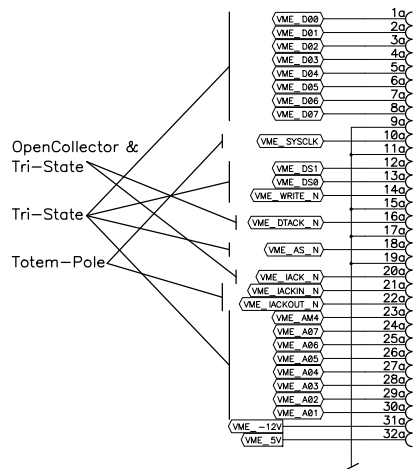 VME_D00 1a
VME_D01 2a
VME_D02 3a
VME_D03 4a
VME_D04 5a
VME_D05 6a
VME_D06 7a
VME_D07 8a
9a
VME_SYSCLK 10a
11a
VME_DS1 12a
VME_DS0 13a
VME_WRITE_N 14a
15a
VME_DTACK_N 16a
17a
VME_AS_N 18a
19a
VME_IACK_N 20a
VME_IACKIN_N 21a
VME_IACKOUT_N 22a
VME_AM4 23a
VME_A07 24a
VME_A06 25a
VME_A05 26a
VME_A04 27a
VME_A03 28a
VME_A02 29a
VME_A01 30a
VME_-12V 31a
VME_5V 32a
OpenCollector &
Tri-State
Tri-State
Totem-Pole